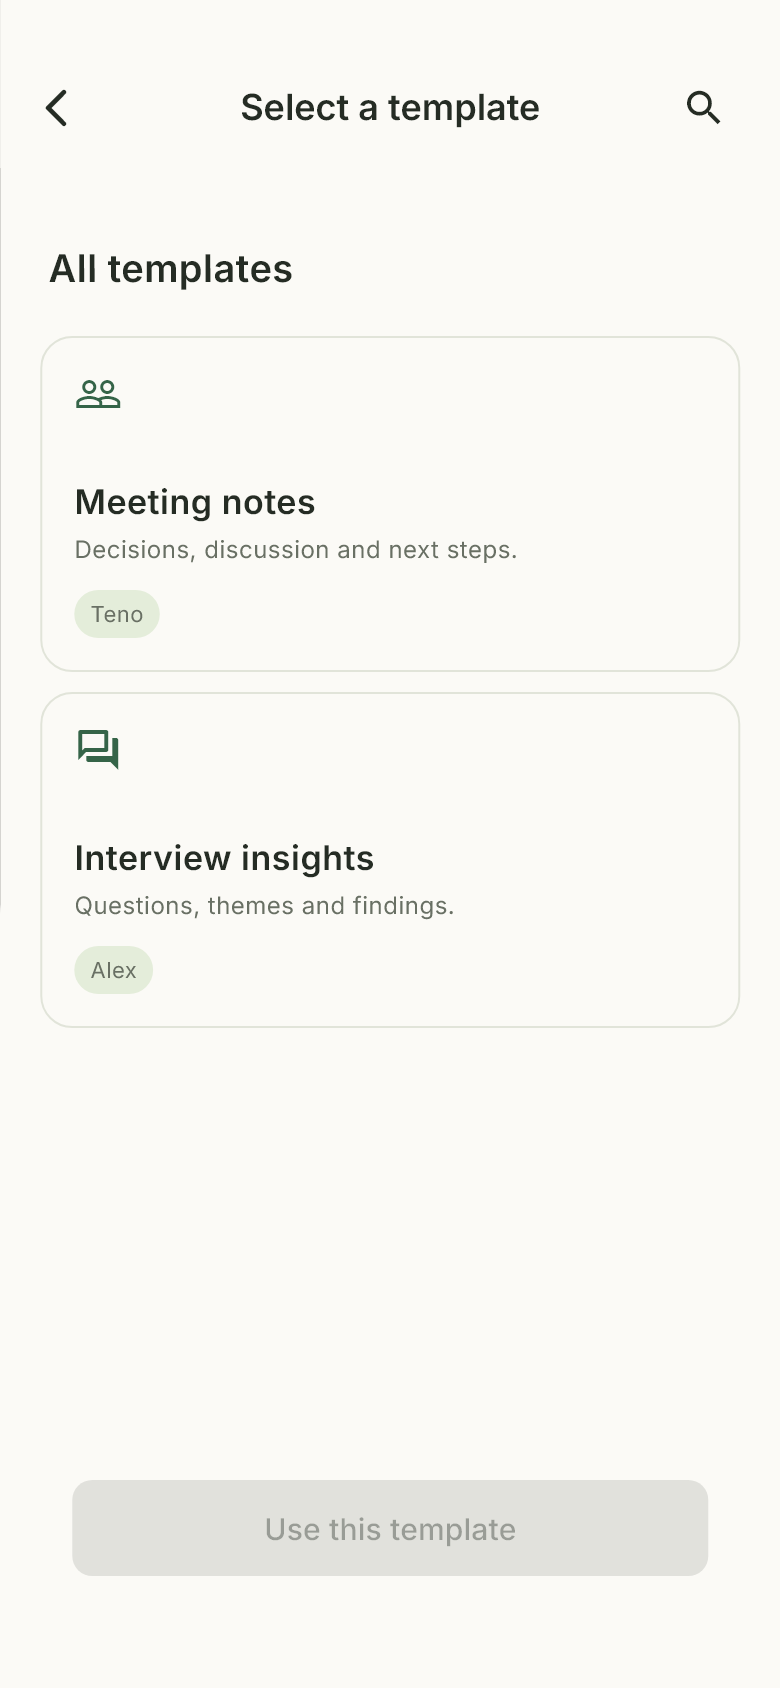 Select a template
All templates
Meeting notes
Decisions, discussion and next steps.
Teno
Interview insights
Questions, themes and findings.
Alex
Use this template